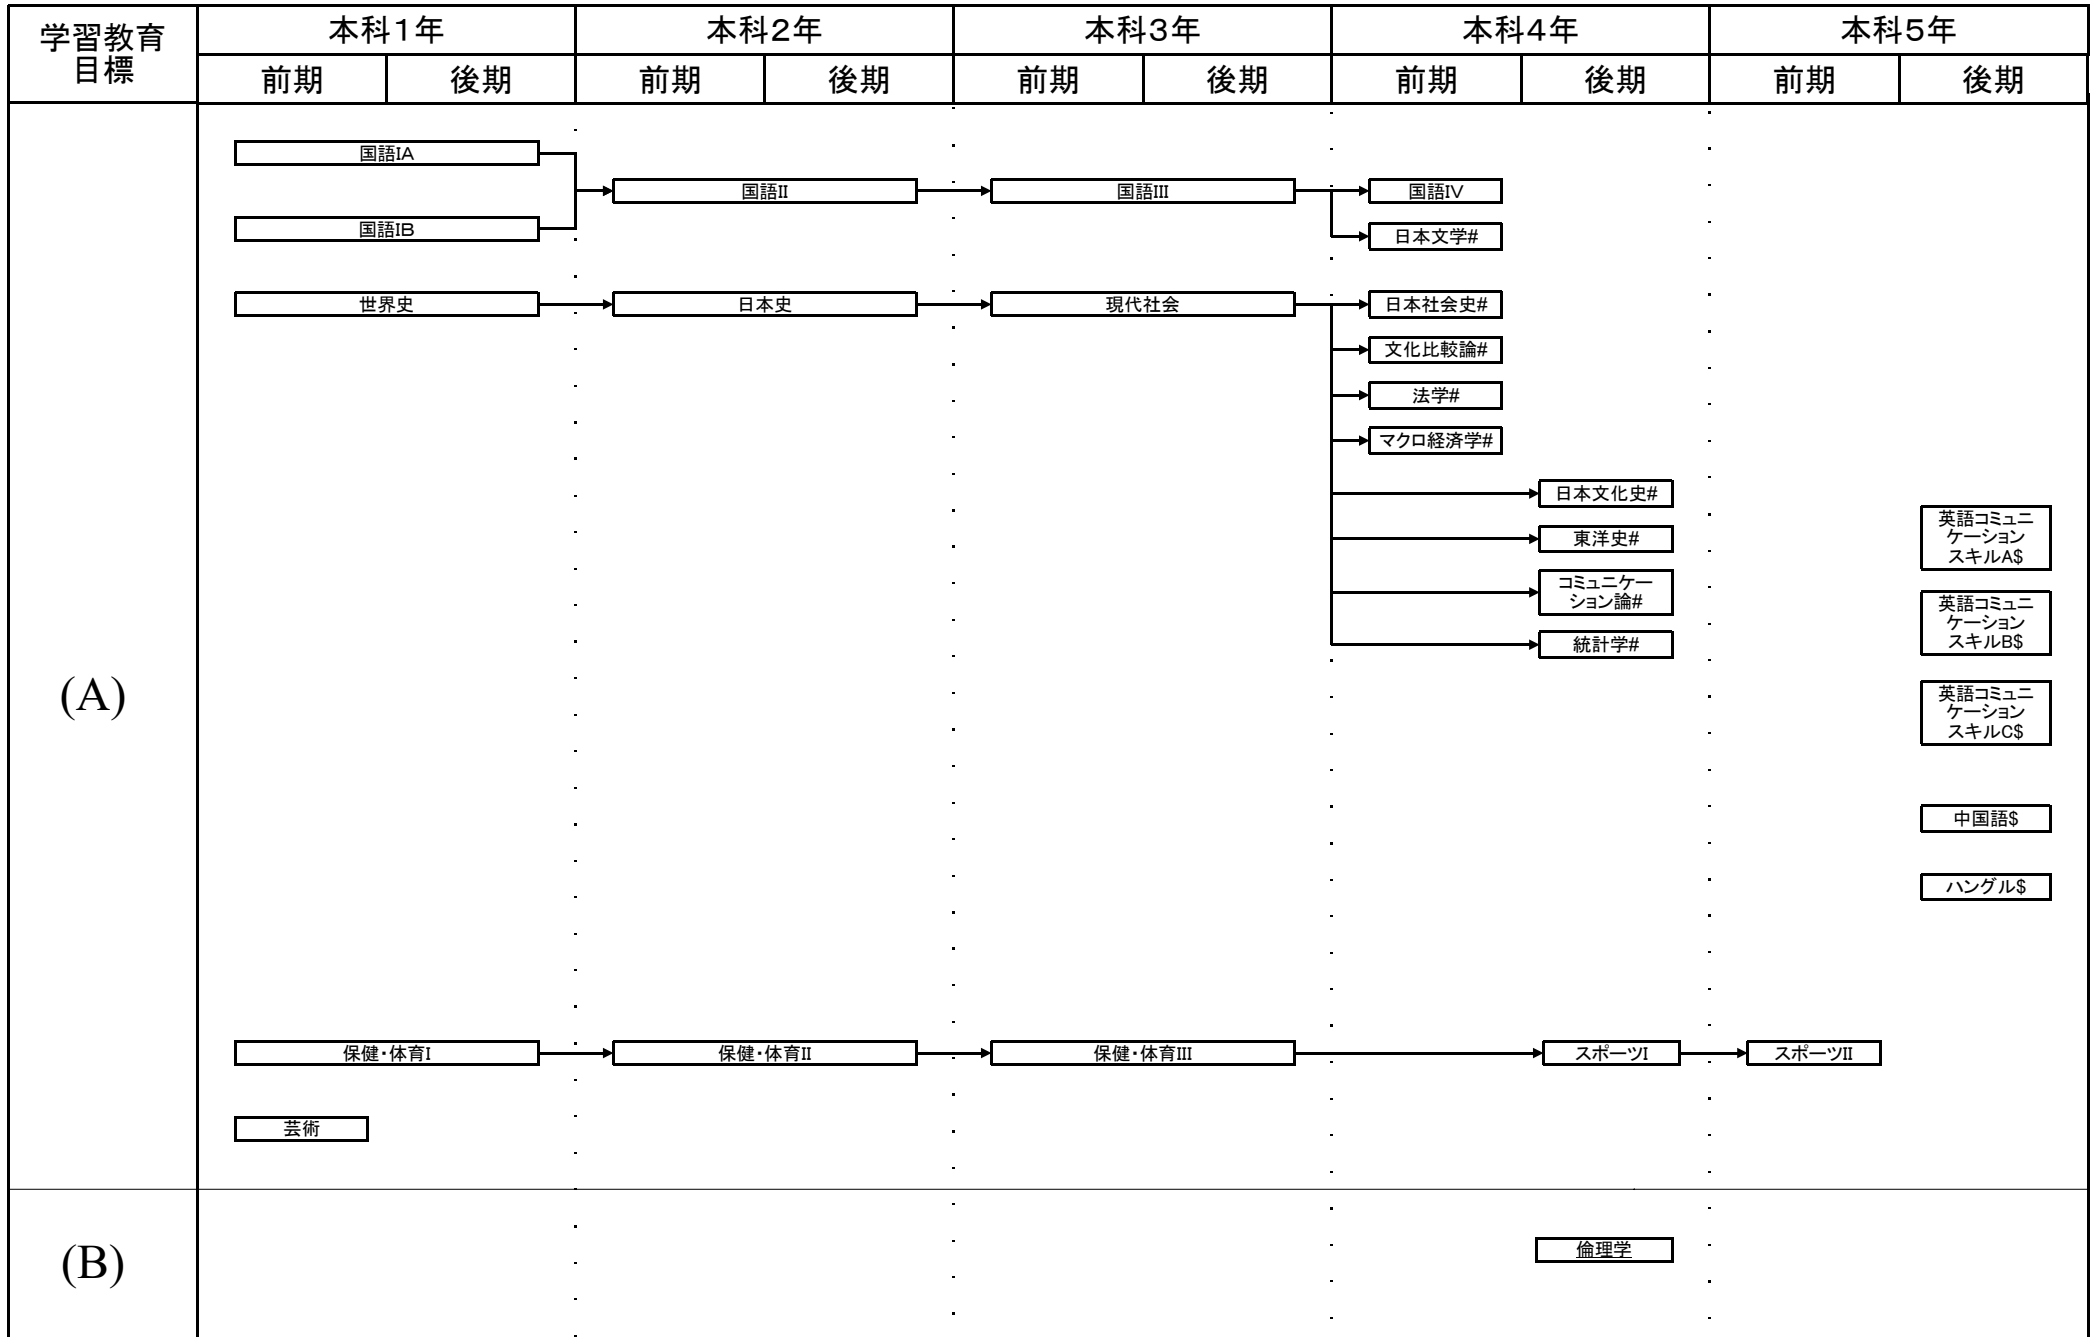 学習教育
目標
本科1年
本科2年
本科3年
本科4年
本科5年
前期
後期
前期
後期
前期
後期
前期
後期
前期
後期
(A)
国語IA
国語IB
国語II
国語III
国語IV
日本文学#
世界史
日本史
現代社会
日本社会史#
文化比較論#
法学#
マクロ経済学#
日本文化史#
東洋史#
コミュニケー
ション論#
統計学#
英語コミュニ
ケーション
スキルA$
英語コミュニ
ケーション
スキルB$
英語コミュニ
ケーション
スキルC$
中国語$
ハングル$
保健・体育I
保健・体育II
保健・体育III
スポーツI
スポーツII
芸術
(B)
倫理学